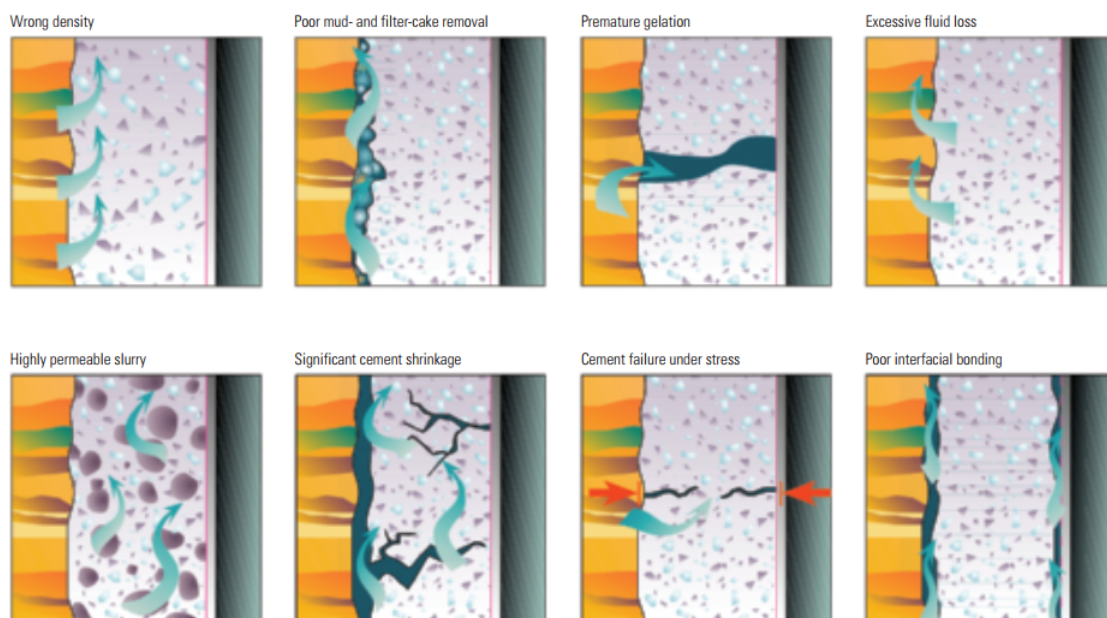 Wrong density
Poor mud- and filter-cake removal
Premature gelation
Excessive fluid loss
Highly permeable slurry
Significant cement shrinkage
Cement failure under stress
Poor interfacial bonding